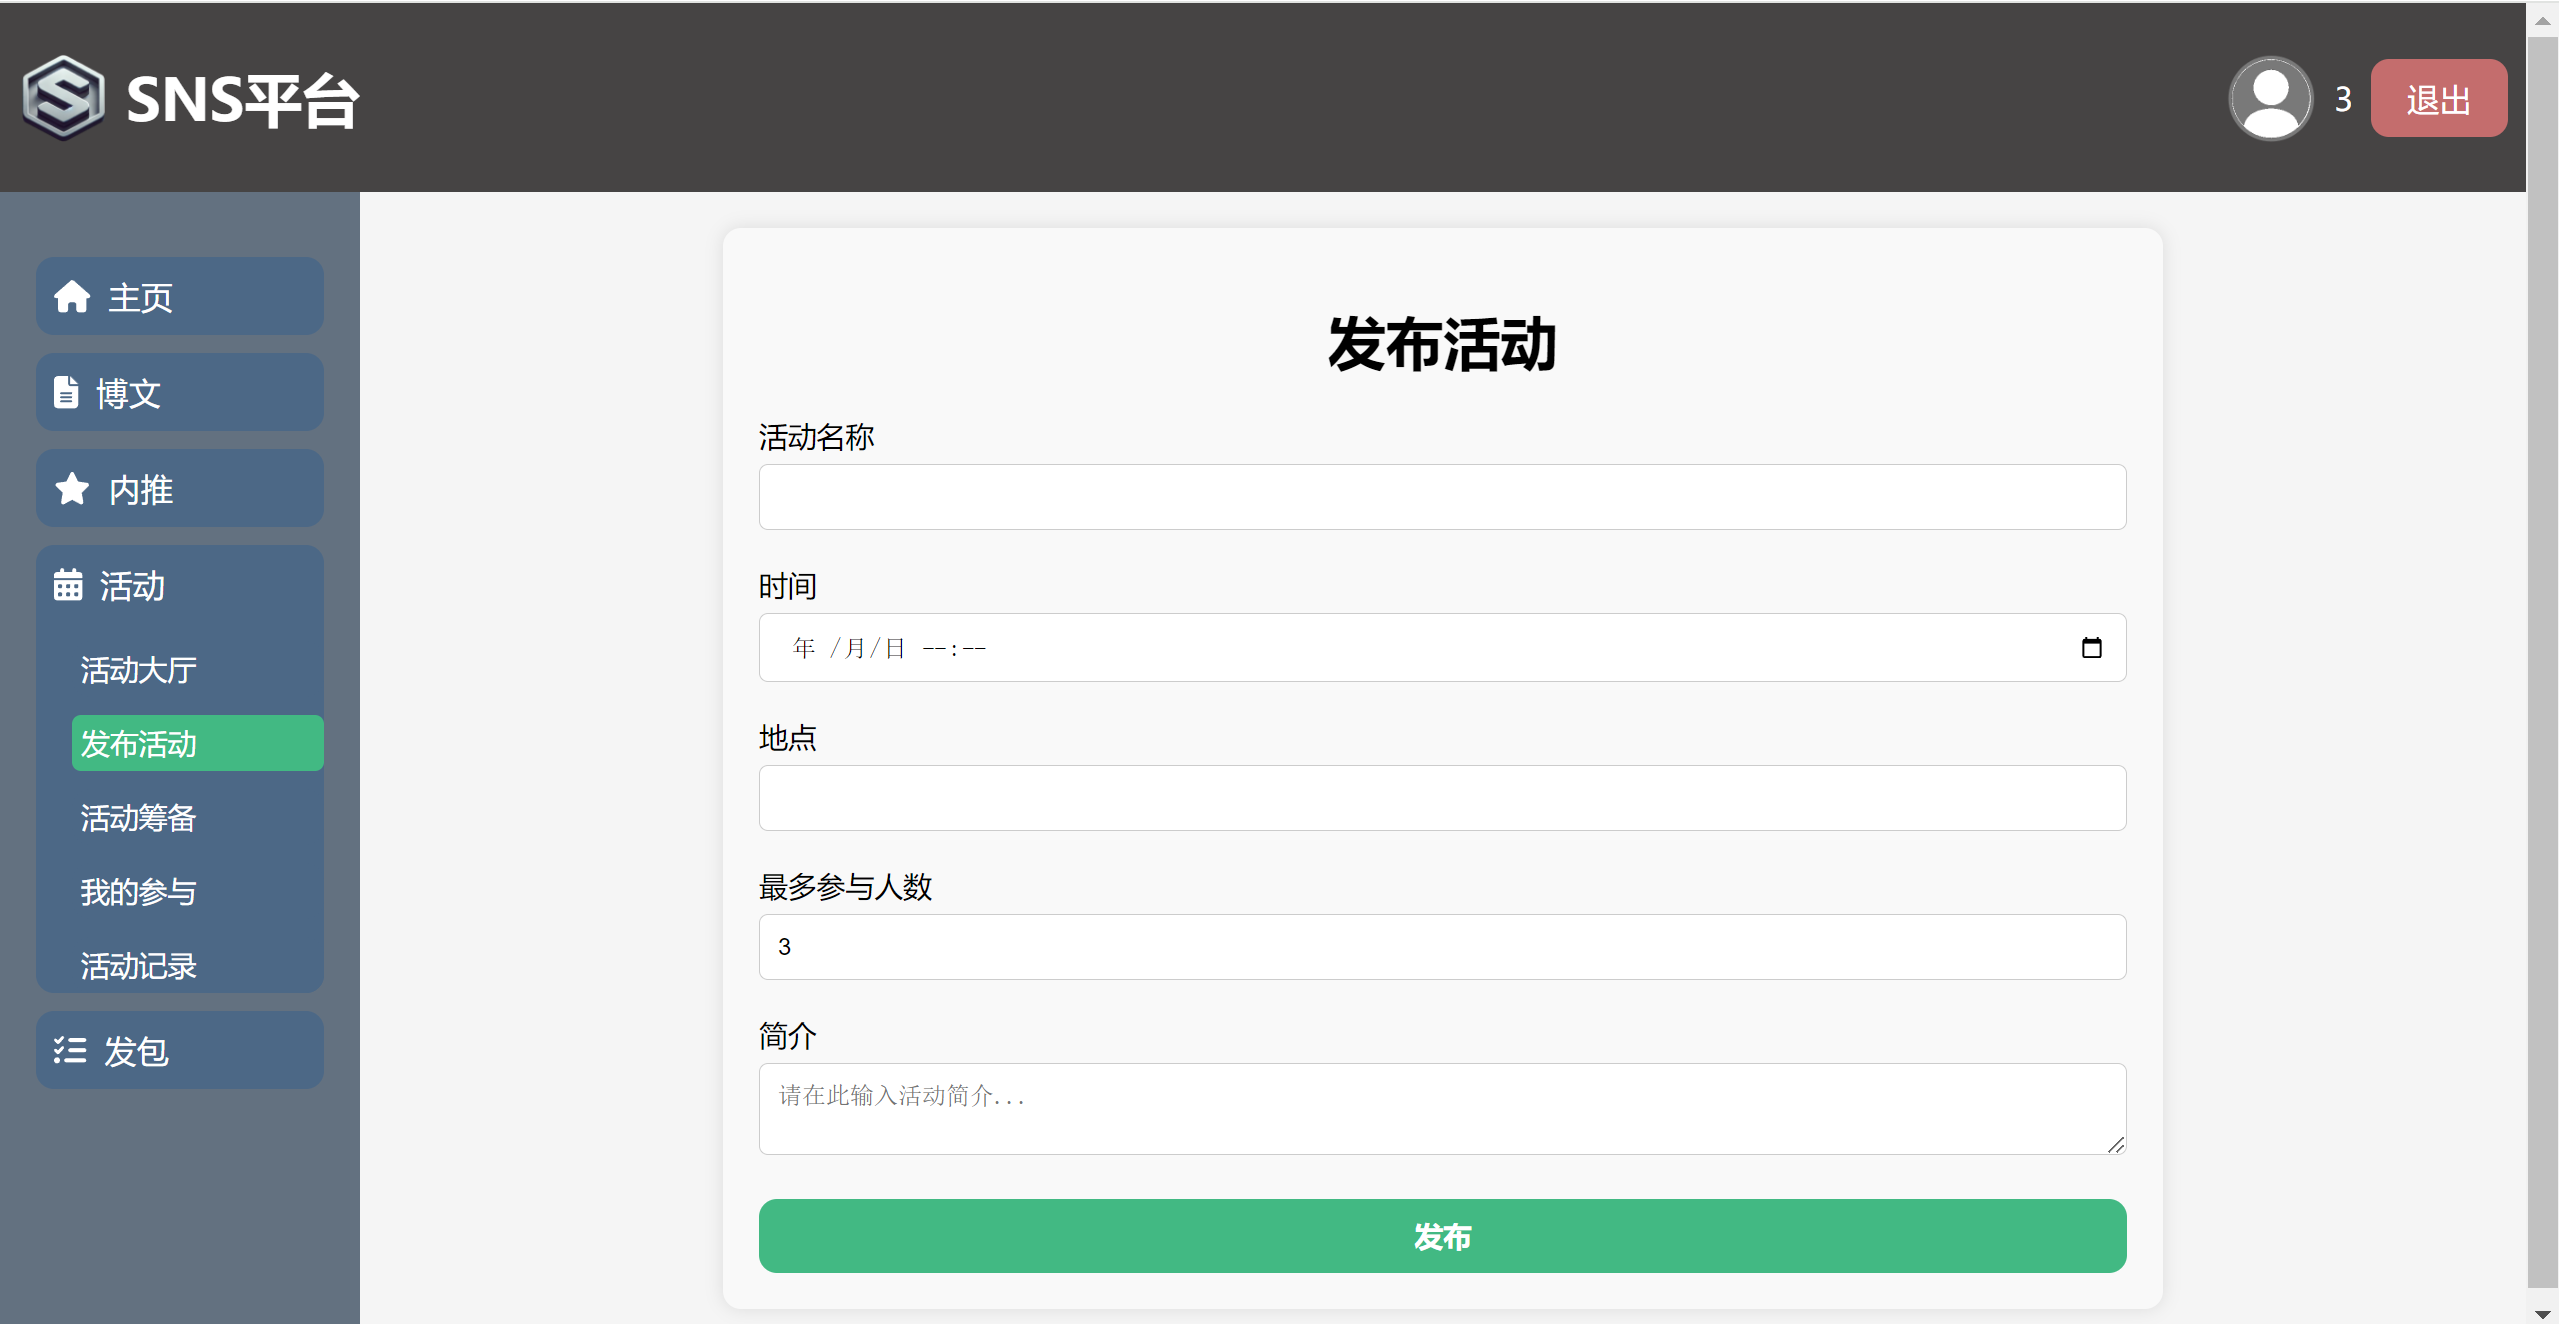 SNS平台
3
退出
主页
博文
内推
活动
活动大厅
发布活动
活动筹备
我的参与
活动记录
发包
发布活动
活动名称
时间
年 /月/日 --:--
地点
最多参与人数
3
简介
请在此输入活动简介...
发布